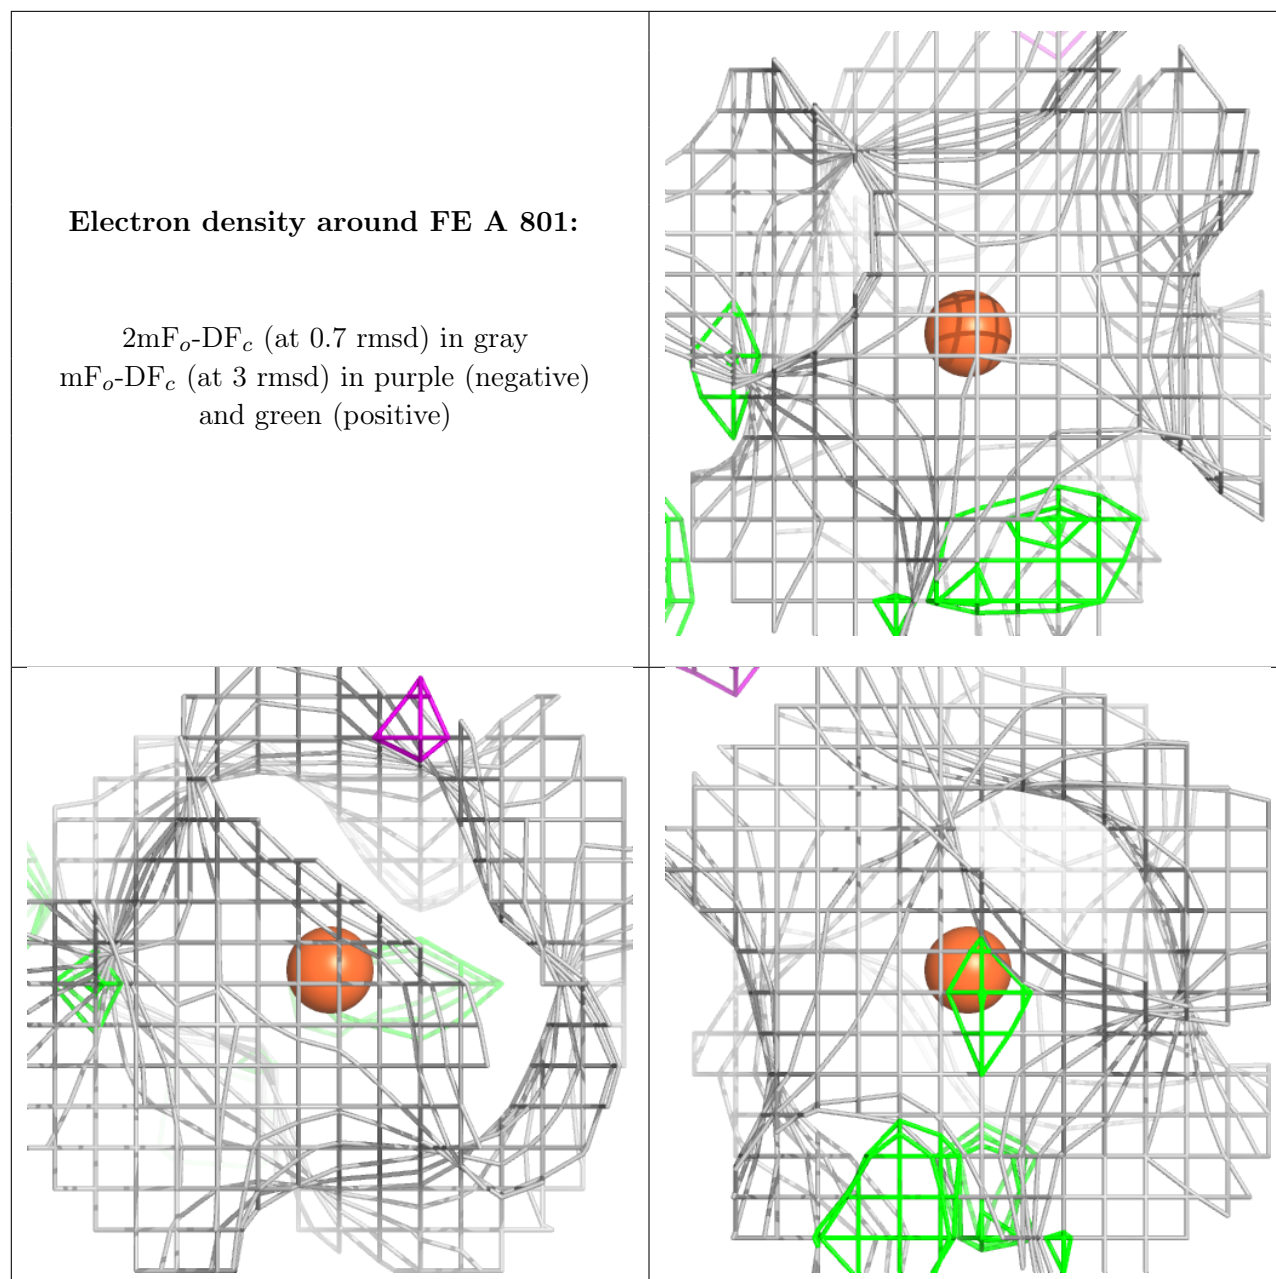 Electron density around FE A 801:
2mFo-DFc (at 0.7 rmsd) in gray
mFo-DFc (at 3 rmsd) in purple (negative)
and green (positive)